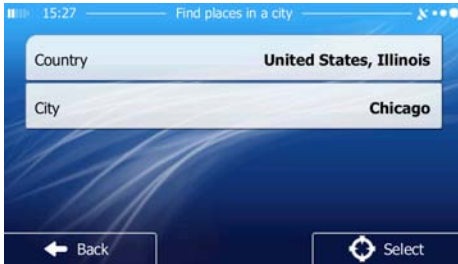 15:27 Find places in a city
Country United States, Illinois
City Chicago
Back Select